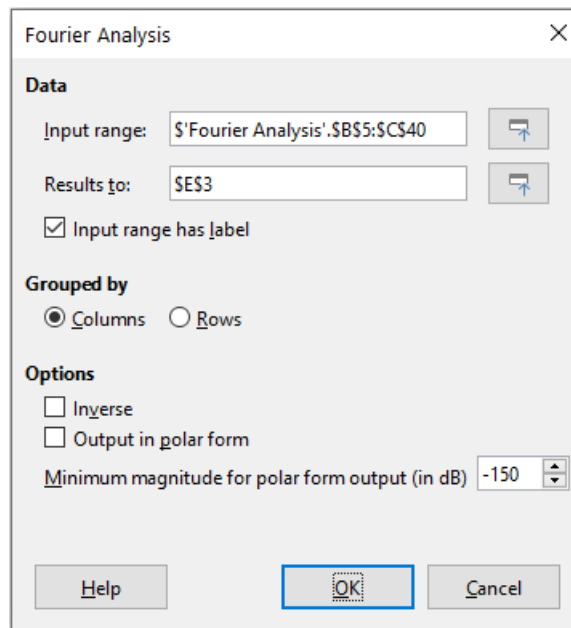 Fourier Analysis
Data
Input range: $'Fourier Analysis'.$B$5:$C$40
Results to: $E$3
Input range has label
Grouped by
Columns Rows
Options
Inverse
Output in polar form
Minimum magnitude for polar form output (in dB) -150
Help OK Cancel